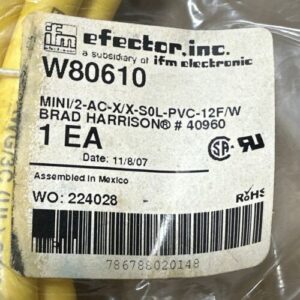 ifm efector,inc.
a subsidiary of ifm electronic
W80610
MINI/2-AC-X/X-S0L-PVC-12F/W
BRAD HARRISON® # 40960
1 EA
Date: 11/8/07
Assembled in Mexico
WO: 224028
RoHS
786788020148